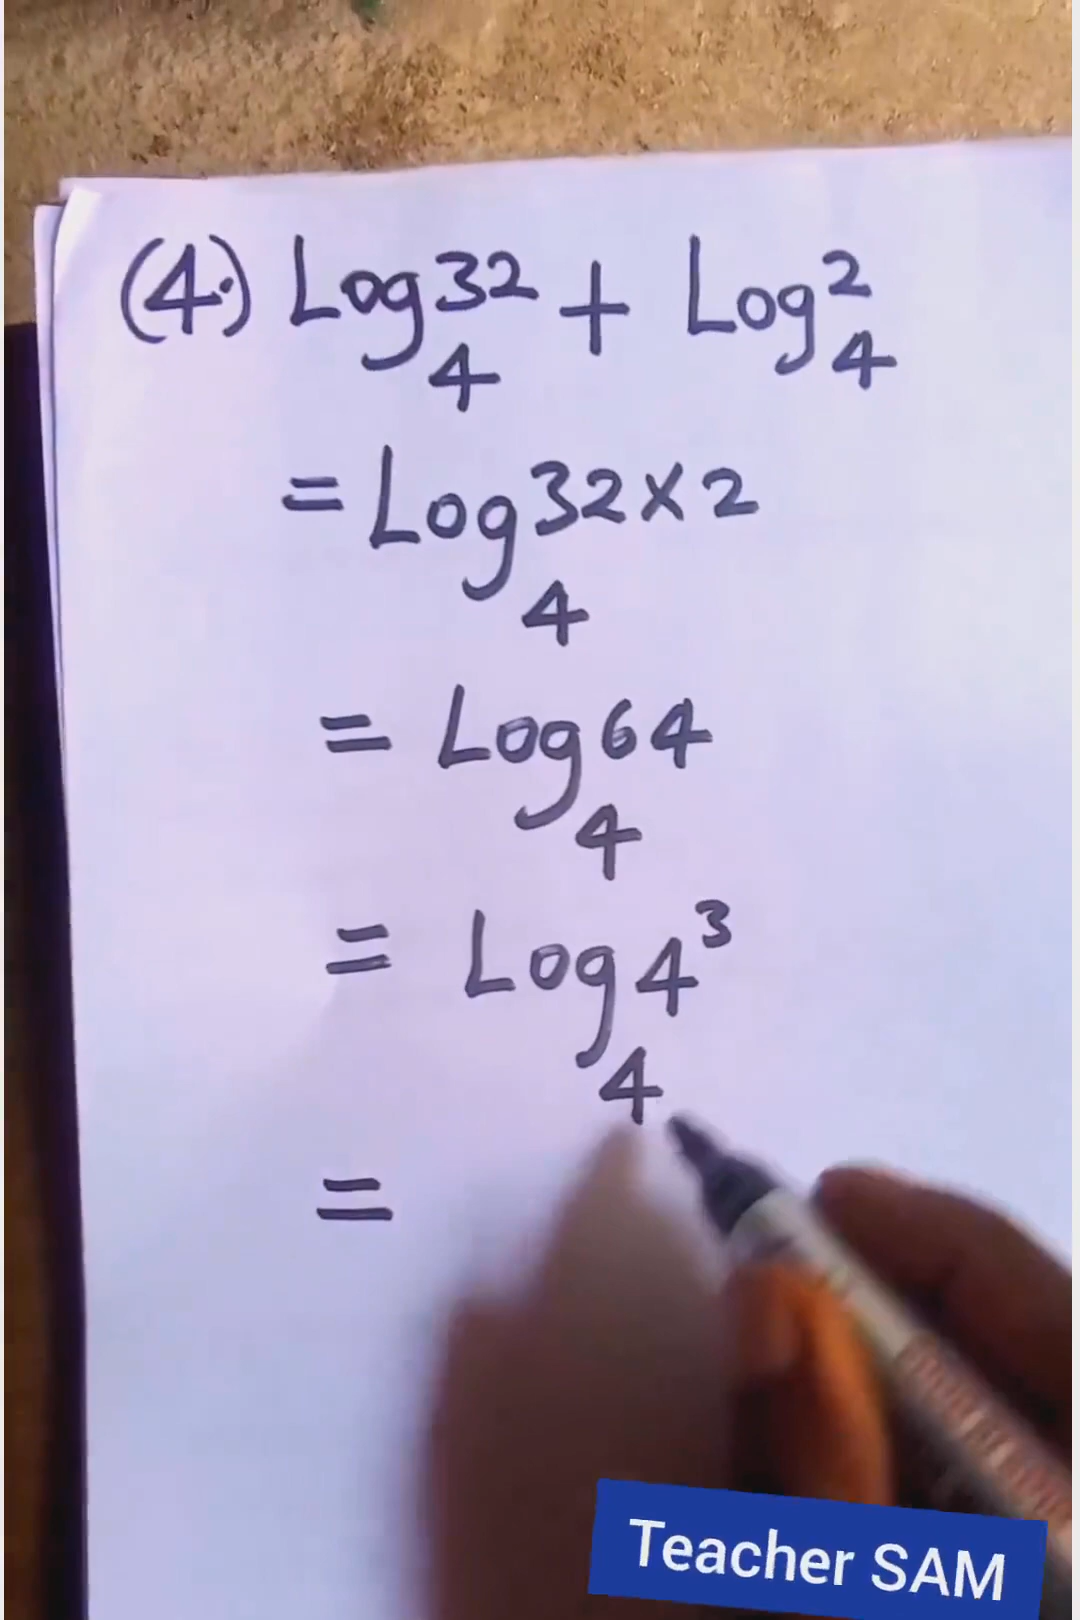 (4.) Log₄32 + Log₄2
= Log₄32×2
= Log₄64
= Log₄4³
=
Teacher SAM